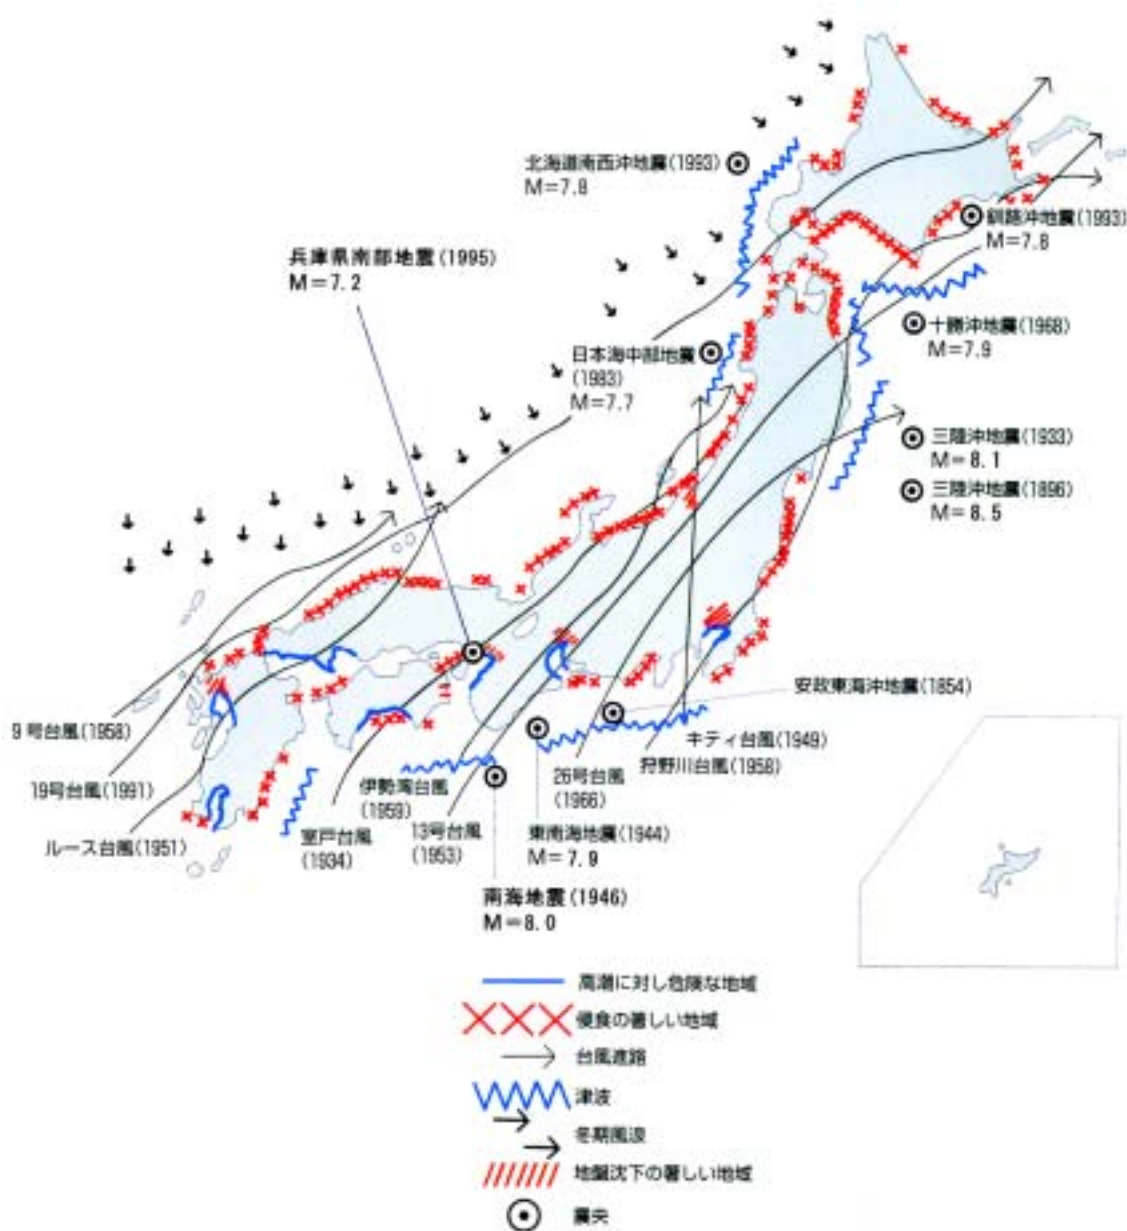 北海道南西沖地震(1993)
M=7.8
釧路沖地震(1993)
M=7.8
兵庫県南部地震(1995)
M=7.2
十勝沖地震(1968)
M=7.9
日本海中部地震
(1983)
M=7.7
三陸沖地震(1933)
M=8.1
三陸沖地震(1896)
M=8.5
安政東海沖地震(1854)
9号台風(1958)
キティ台風(1949)
狩野川台風(1958)
19号台風(1991)
26号台風
(1966)
伊勢湾台風
(1959)
ルース台風(1951)
室戸台風
(1934)
13号台風
(1953)
東南海地震(1944)
M=7.9
南海地震(1946)
M=8.0
高潮に対し危険な地域
侵食の著しい地域
台風進路
津波
冬期風浪
地盤沈下の著しい地域
震央